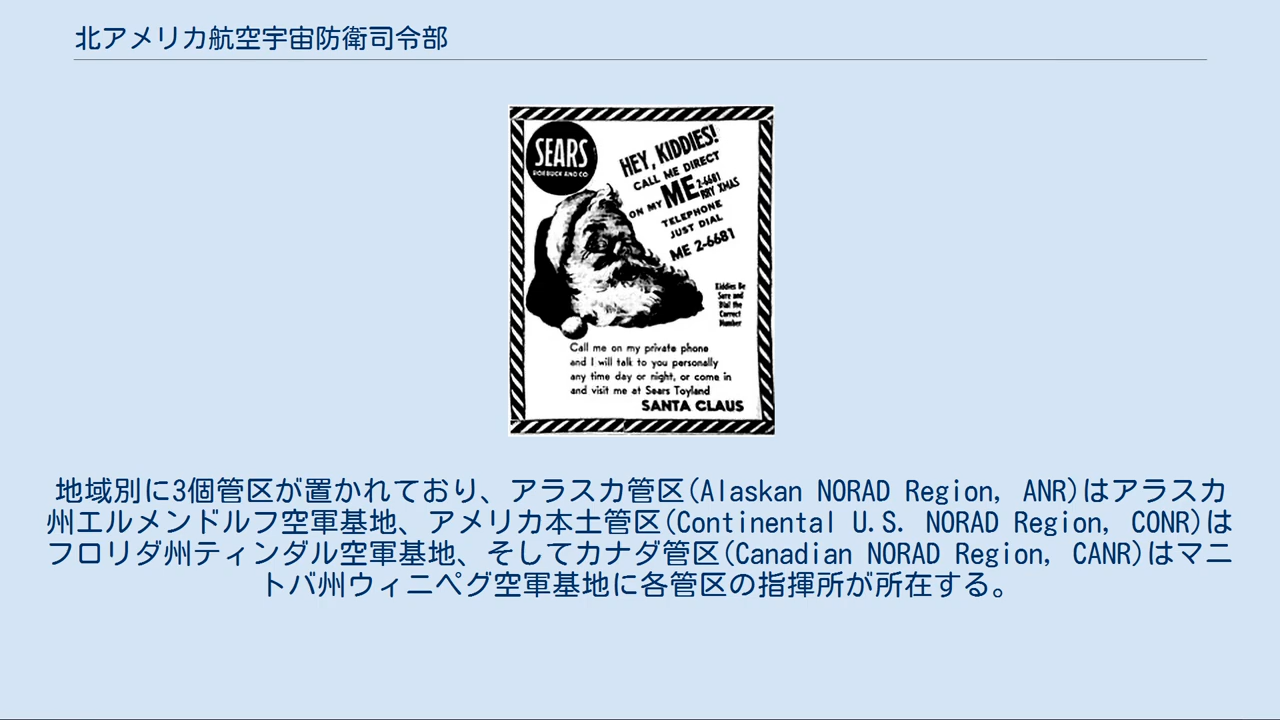 北アメリカ航空宇宙防衛司令部
SEARS
ROEBUCK AND CO
HEY, KIDDIES!
CALL ME DIRECT
ON MY ME 2-6681
RRY XMAS
TELEPHONE
JUST DIAL
ME 2-6681
Kiddies Be
Sure and
Dial the
Correct
Number
Call me on my private phone
and I will talk to you personally
any time day or night, or come in
and visit me at Sears Toyland
SANTA CLAUS
地域別に3個管区が置かれており、アラスカ管区(Alaskan NORAD Region, ANR)はアラスカ
州エルメンドルフ空軍基地、アメリカ本土管区(Continental U.S. NORAD Region, CONR)は
フロリダ州ティンダル空軍基地、そしてカナダ管区(Canadian NORAD Region, CANR)はマニ
トバ州ウィニペグ空軍基地に各管区の指揮所が所在する。